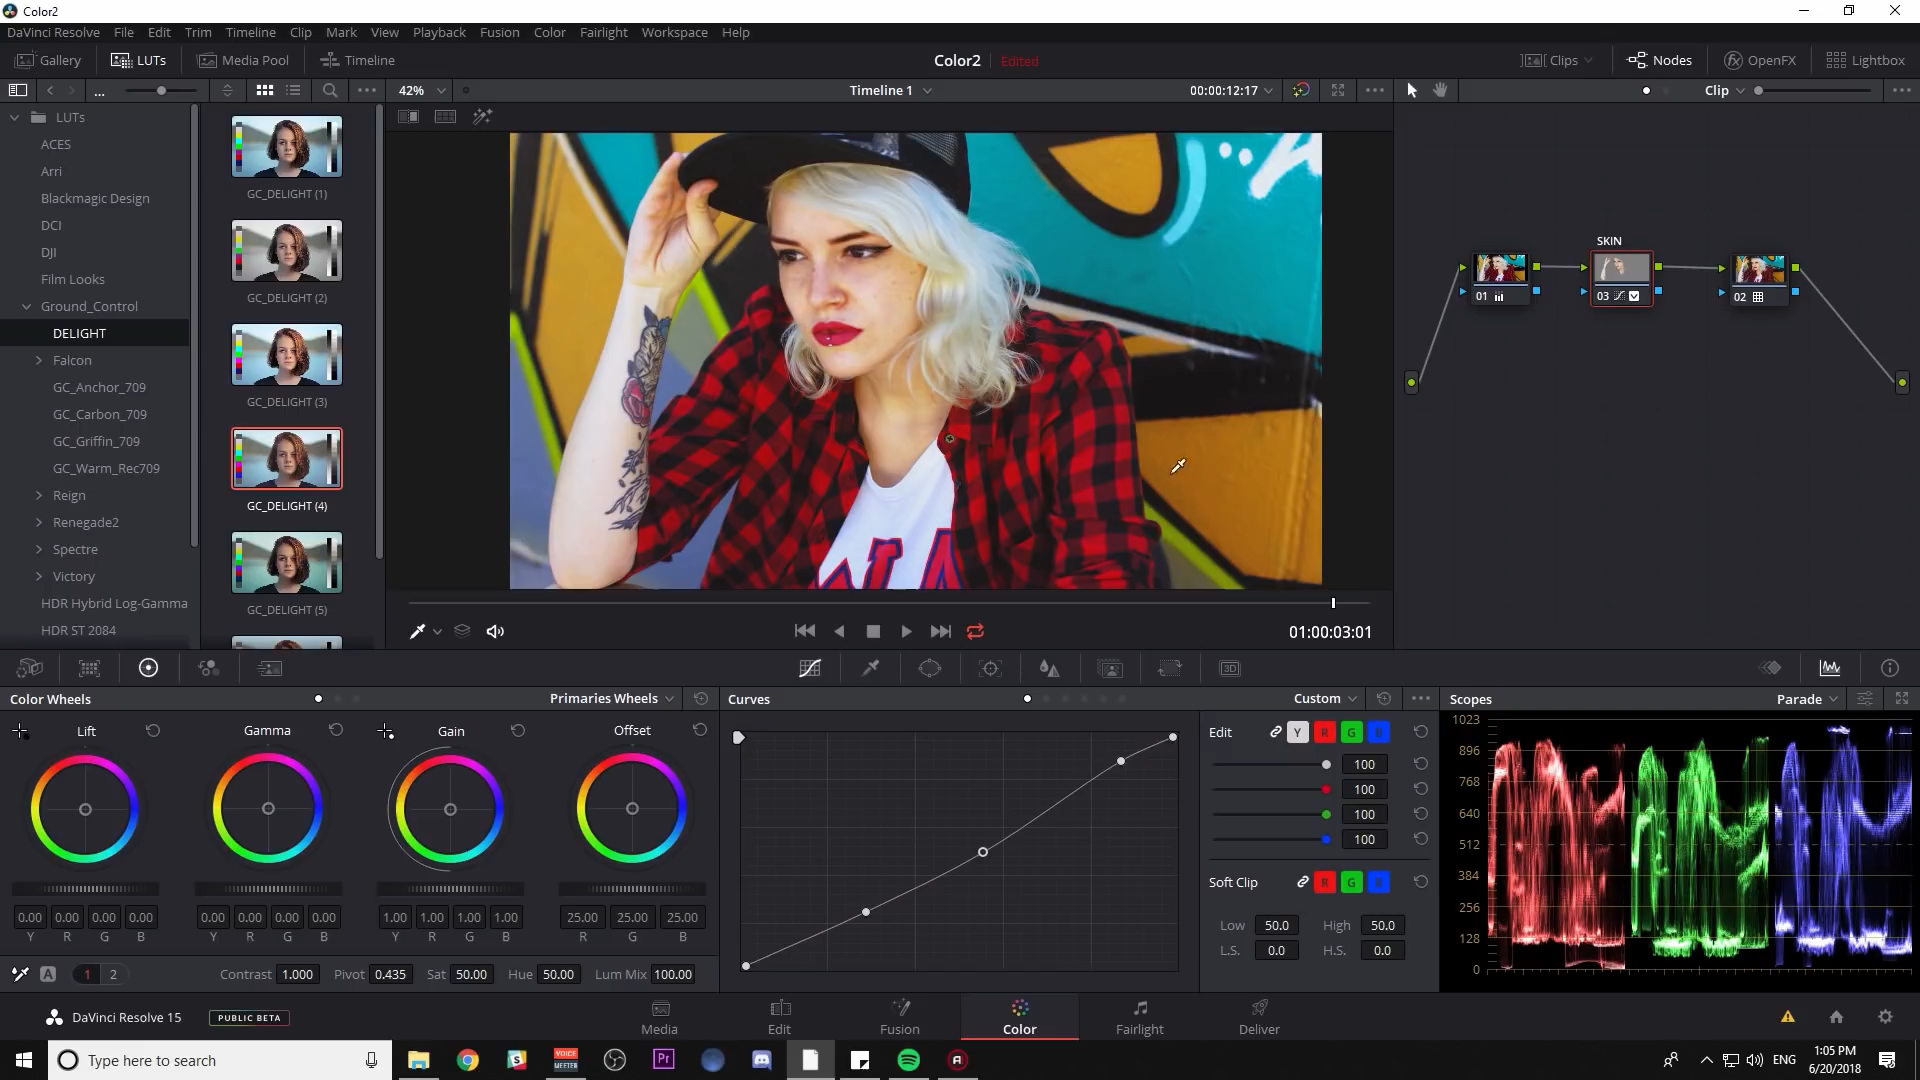 Color2
DaVinci Resolve File Edit Trim Timeline Clip Mark View Playback Fusion Color Fairlight Workspace Help
Gallery LUTs Media Pool Timeline Color2 Edited Clips Nodes OpenFX Lightbox
... 42% Timeline 1 00:00:12:17 Clip
LUTs
ACES
Arri
Blackmagic Design
DCI
DJI
Film Looks
Ground_Control
DELIGHT
Falcon
GC_Anchor_709
GC_Carbon_709
GC_Griffin_709
GC_Warm_Rec709
Reign
Renegade2
Spectre
Victory
HDR Hybrid Log-Gamma
HDR ST 2084
GC_DELIGHT (1)
GC_DELIGHT (2)
GC_DELIGHT (3)
GC_DELIGHT (4)
GC_DELIGHT (5)
SKIN
01 03 02
01:00:03:01
3D
Color Wheels Primaries Wheels
Lift Gamma Gain Offset
0.00 0.00 0.00 0.00 0.00 0.00 0.00 0.00 1.00 1.00 1.00 1.00 25.00 25.00 25.00
Y R G B Y R G B Y R G B R G B
A 1 2 Contrast 1.000 Pivot 0.435 Sat 50.00 Hue 50.00 Lum Mix 100.00
Curves Custom
Edit Y R G B
100
100
100
100
Soft Clip R G B
Low 50.0 High 50.0
L.S. 0.0 H.S. 0.0
Scopes Parade
1023
896
768
640
512
384
256
128
0
DaVinci Resolve 15 PUBLIC BETA
Media Edit Fusion Color Fairlight Deliver
Type here to search
VOICE MEETER
Pr
ENG
1:05 PM
6/20/2018